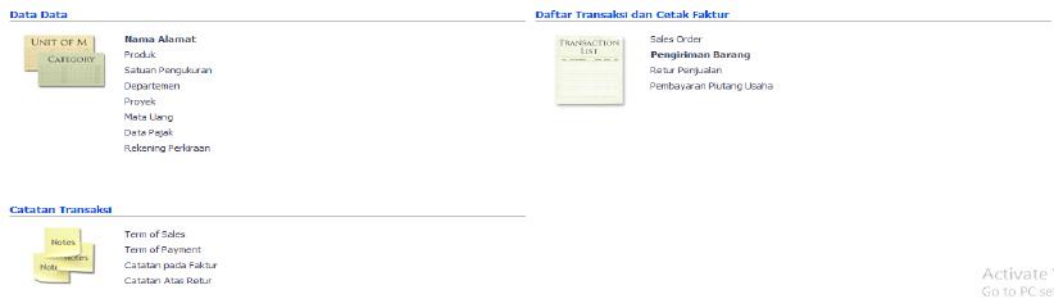 Data Data
UNIT OF M
CATEGORY
Nama Alamat
Produk
Satuan Pengukuran
Departemen
Proyek
Mata Uang
Data Pajak
Rekening Perkiraan
Daftar Transaksi dan Cetak Faktur
TRANSACTION
LIST
Sales Order
Pengiriman Barang
Retur Penjualan
Pembayaran Piutang Usaha
Catatan Transaksi
Notes
Notes
Note
Term of Sales
Term of Payment
Catatan pada Faktur
Catatan Atas Retur
Activate
Go to PC se